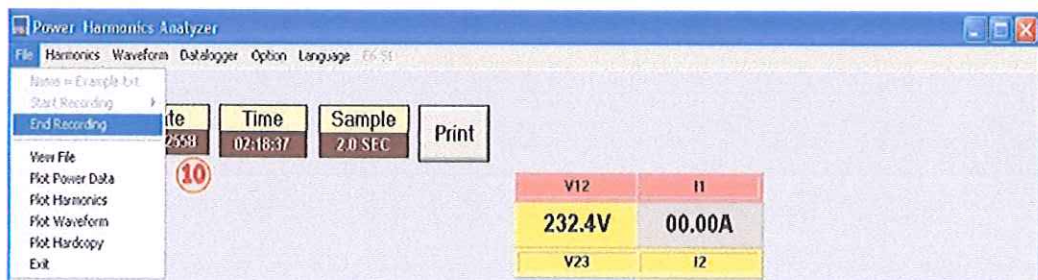 Power Harmonics Analyzer
File Harmonics Waveform Datalogger Option Language
Name = Example.txt
Start Recording
End Recording
View File
Plot Power Data
Plot Harmonics
Plot Waveform
Plot Hardcopy
Exit
te
2558
Time
02:18:37
Sample
2.0 SEC
Print
10
V12 I1
232.4V 00.00A
V23 I2